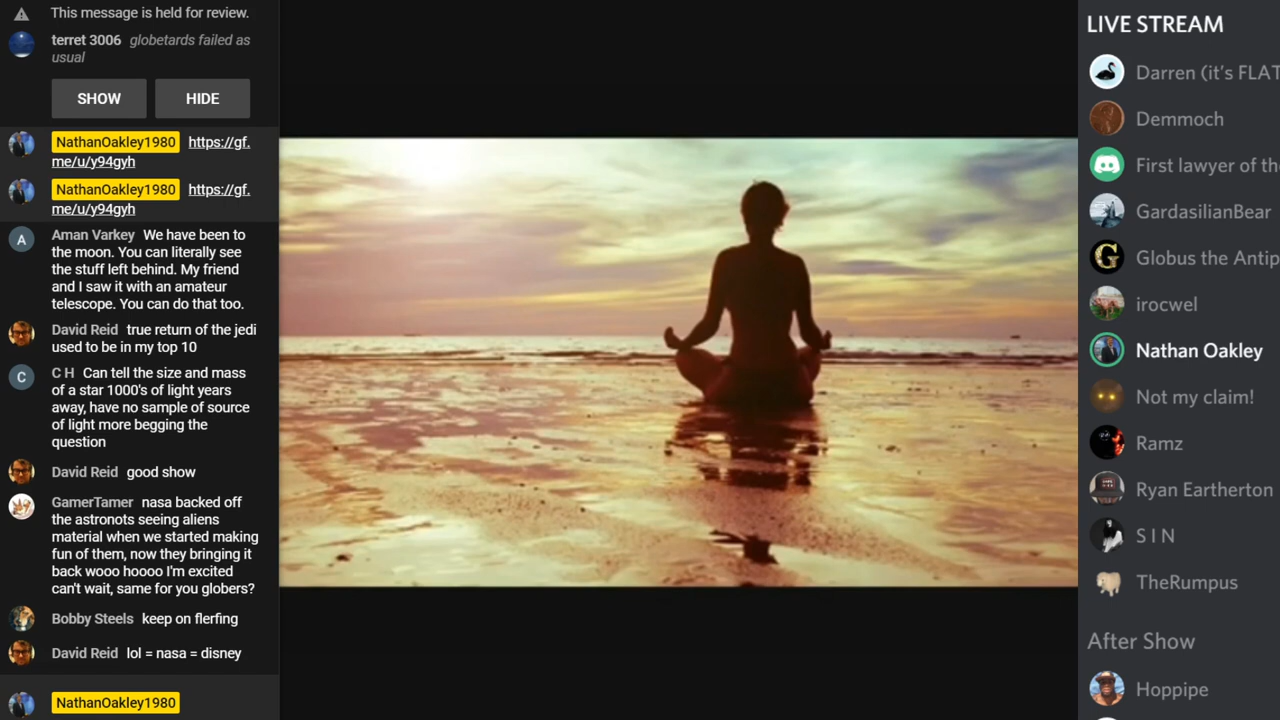 This message is held for review.
terret 3006 globetards failed as
usual
SHOW HIDE
NathanOakley1980 https://gf.
me/u/y94gyh
NathanOakley1980 https://gf.
me/u/y94gyh
A Aman Varkey We have been to
the moon. You can literally see
the stuff left behind. My friend
and I saw it with an amateur
telescope. You can do that too.
David Reid true return of the jedi
used to be in my top 10
C C H Can tell the size and mass
of a star 1000's of light years
away, have no sample of source
of light more begging the
question
David Reid good show
GamerTamer nasa backed off
the astronots seeing aliens
material when we started making
fun of them, now they bringing it
back wooo hoooo I'm excited
can't wait, same for you globers?
Bobby Steels keep on flerfing
David Reid lol = nasa = disney
NathanOakley1980
LIVE STREAM
Darren (it's FLAT
Demmoch
First lawyer of th
GardasilianBear
G Globus the Antip
irocwel
Nathan Oakley
Not my claim!
Ramz
Ryan Eartherton
S I N
TheRumpus
After Show
Hoppipe